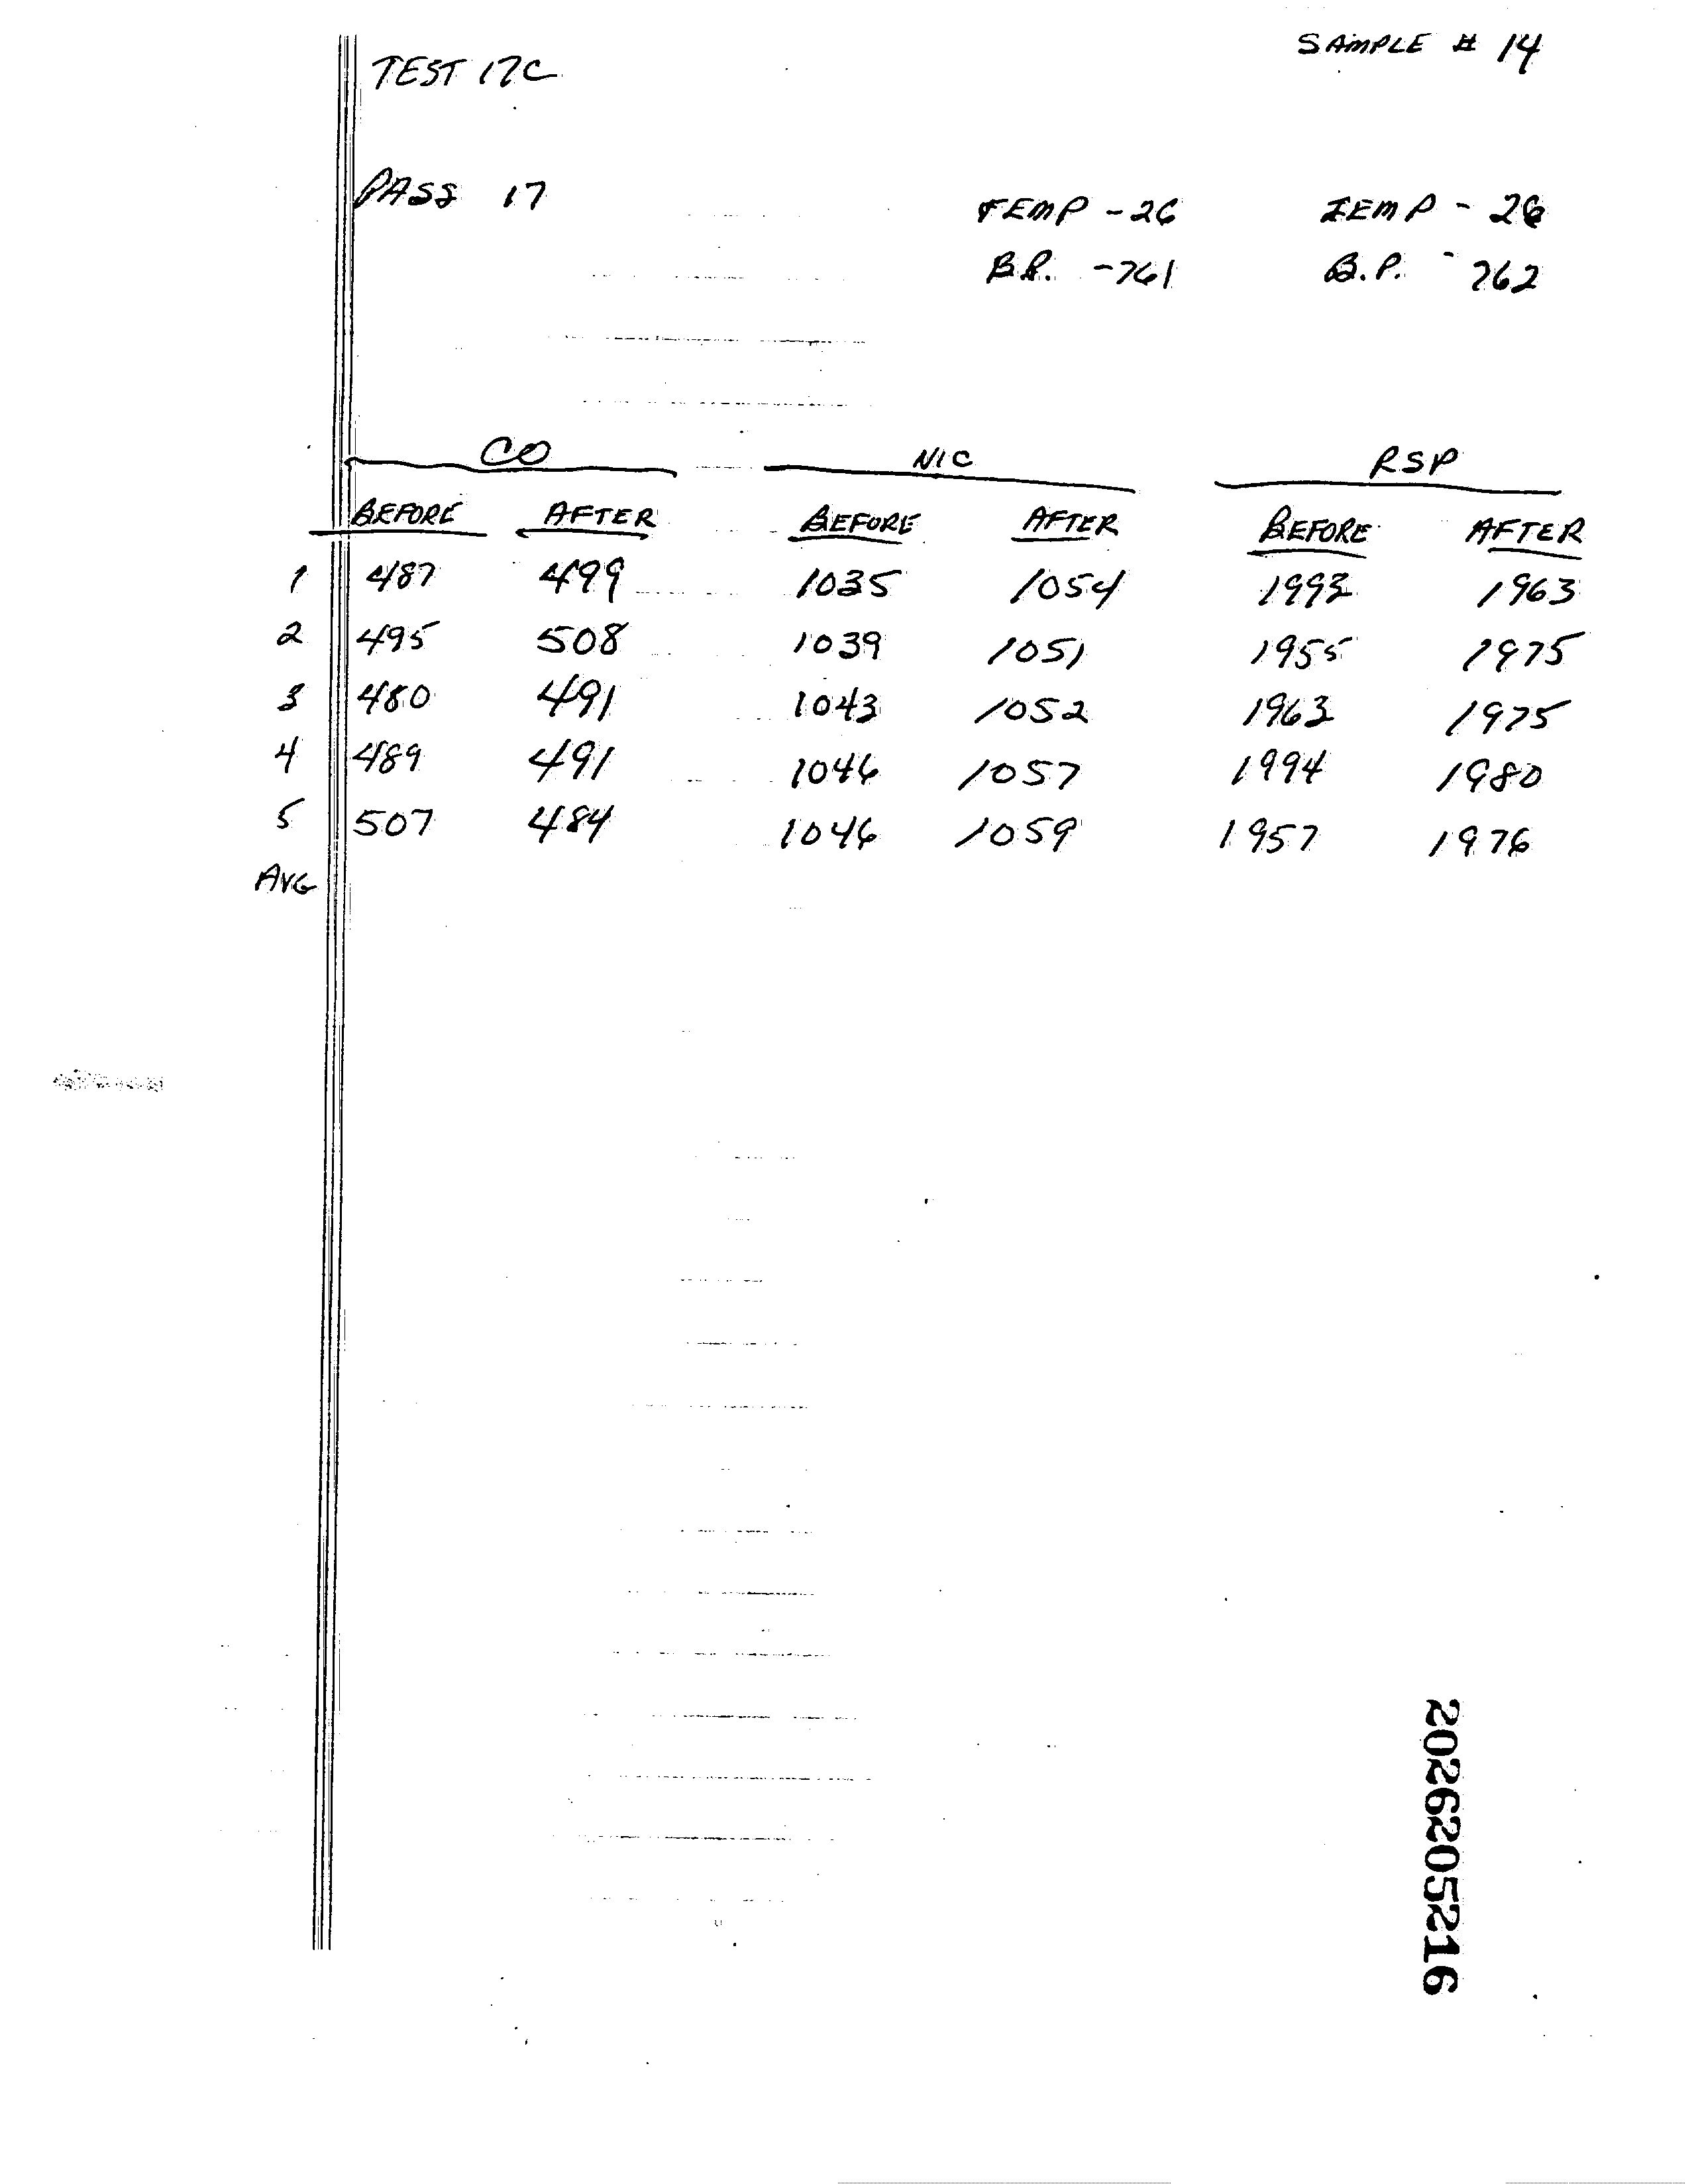 SAMPLE # 14
TEST 17C
PASS 17
TEMP - 26 TEMP - 26
B.P. - 761 B.P. - 762
CO NIC RSP
BEFORE AFTER BEFORE AFTER BEFORE AFTER
1 487 499 1035 1054 1993 1963
2 495 508 1039 1051 1955 1975
3 480 491 1043 1052 1963 1975
4 489 491 1046 1057 1994 1980
5 507 484 1046 1059 1957 1976
AVG
2026205216